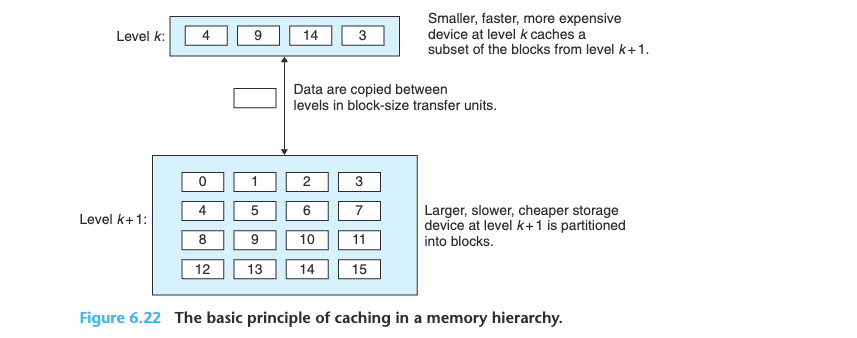 Level k: 4 9 14 3
Smaller, faster, more expensive
device at level k caches a
subset of the blocks from level k+1.
Data are copied between
levels in block-size transfer units.
Level k+1:
0 1 2 3
4 5 6 7
8 9 10 11
12 13 14 15
Larger, slower, cheaper storage
device at level k+1 is partitioned
into blocks.
Figure 6.22 The basic principle of caching in a memory hierarchy.